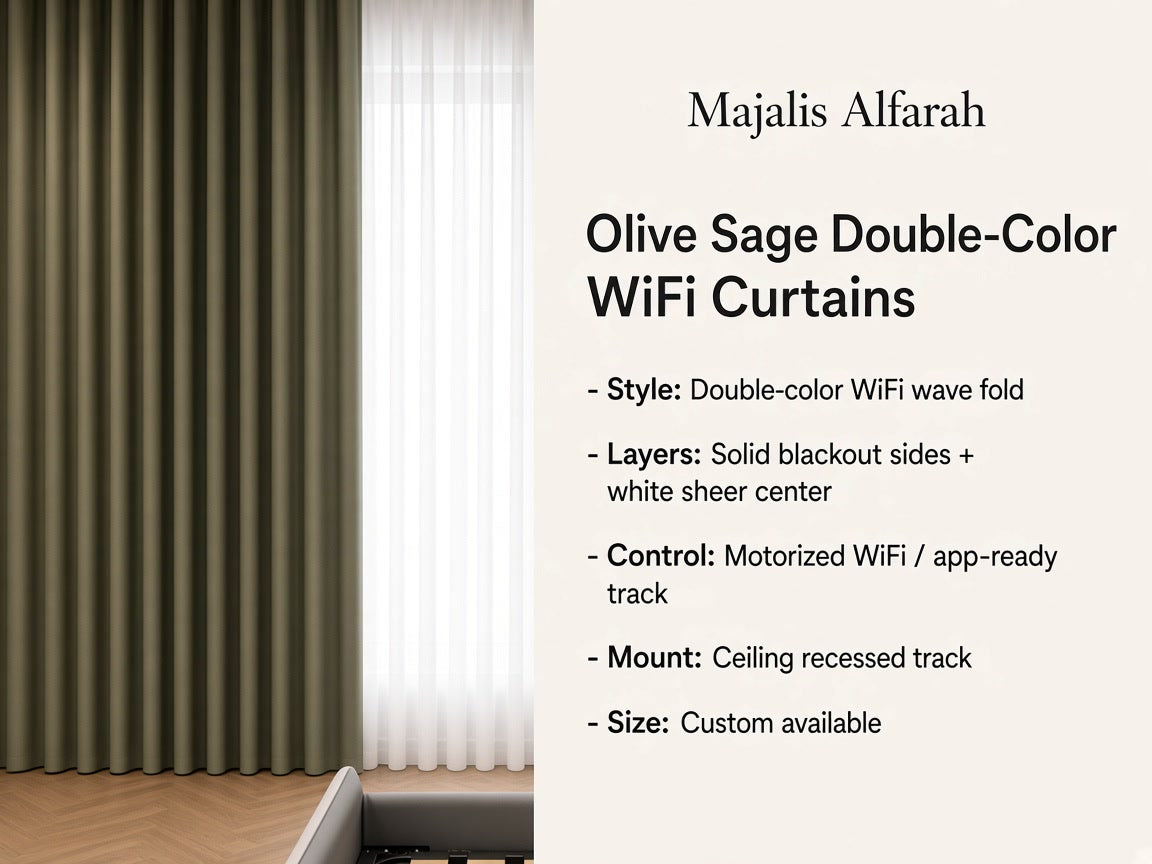 Majalis Alfarah
Olive Sage Double-Color
WiFi Curtains
- Style: Double-color WiFi wave fold
- Layers: Solid blackout sides +
white sheer center
- Control: Motorized WiFi / app-ready
track
- Mount: Ceiling recessed track
- Size: Custom available